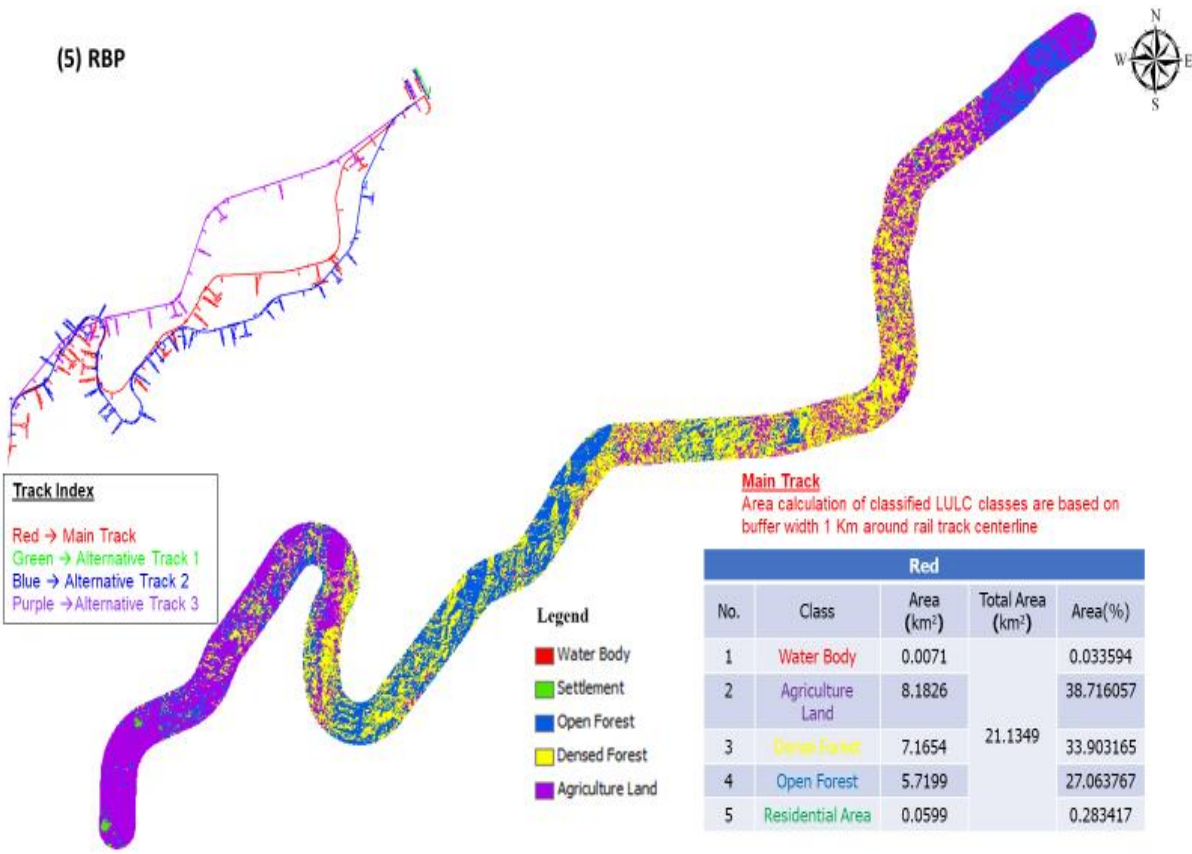 (5) RBP
N
W
E
S
Track Index
Red → Main Track
Green → Alternative Track 1
Blue → Alternative Track 2
Purple → Alternative Track 3
Legend
Water Body
Settlement
Open Forest
Densed Forest
Agriculture Land
Main Track
Area calculation of classified LULC classes are based on
buffer width 1 Km around rail track centerline
Red
No. Class Area (km²) Total Area (km²) Area(%)
1 Water Body 0.0071 0.033594
2 Agriculture Land 8.1826 38.716057
21.1349
3 Dense Forest 7.1654 33.903165
4 Open Forest 5.7199 27.063767
5 Residential Area 0.0599 0.283417